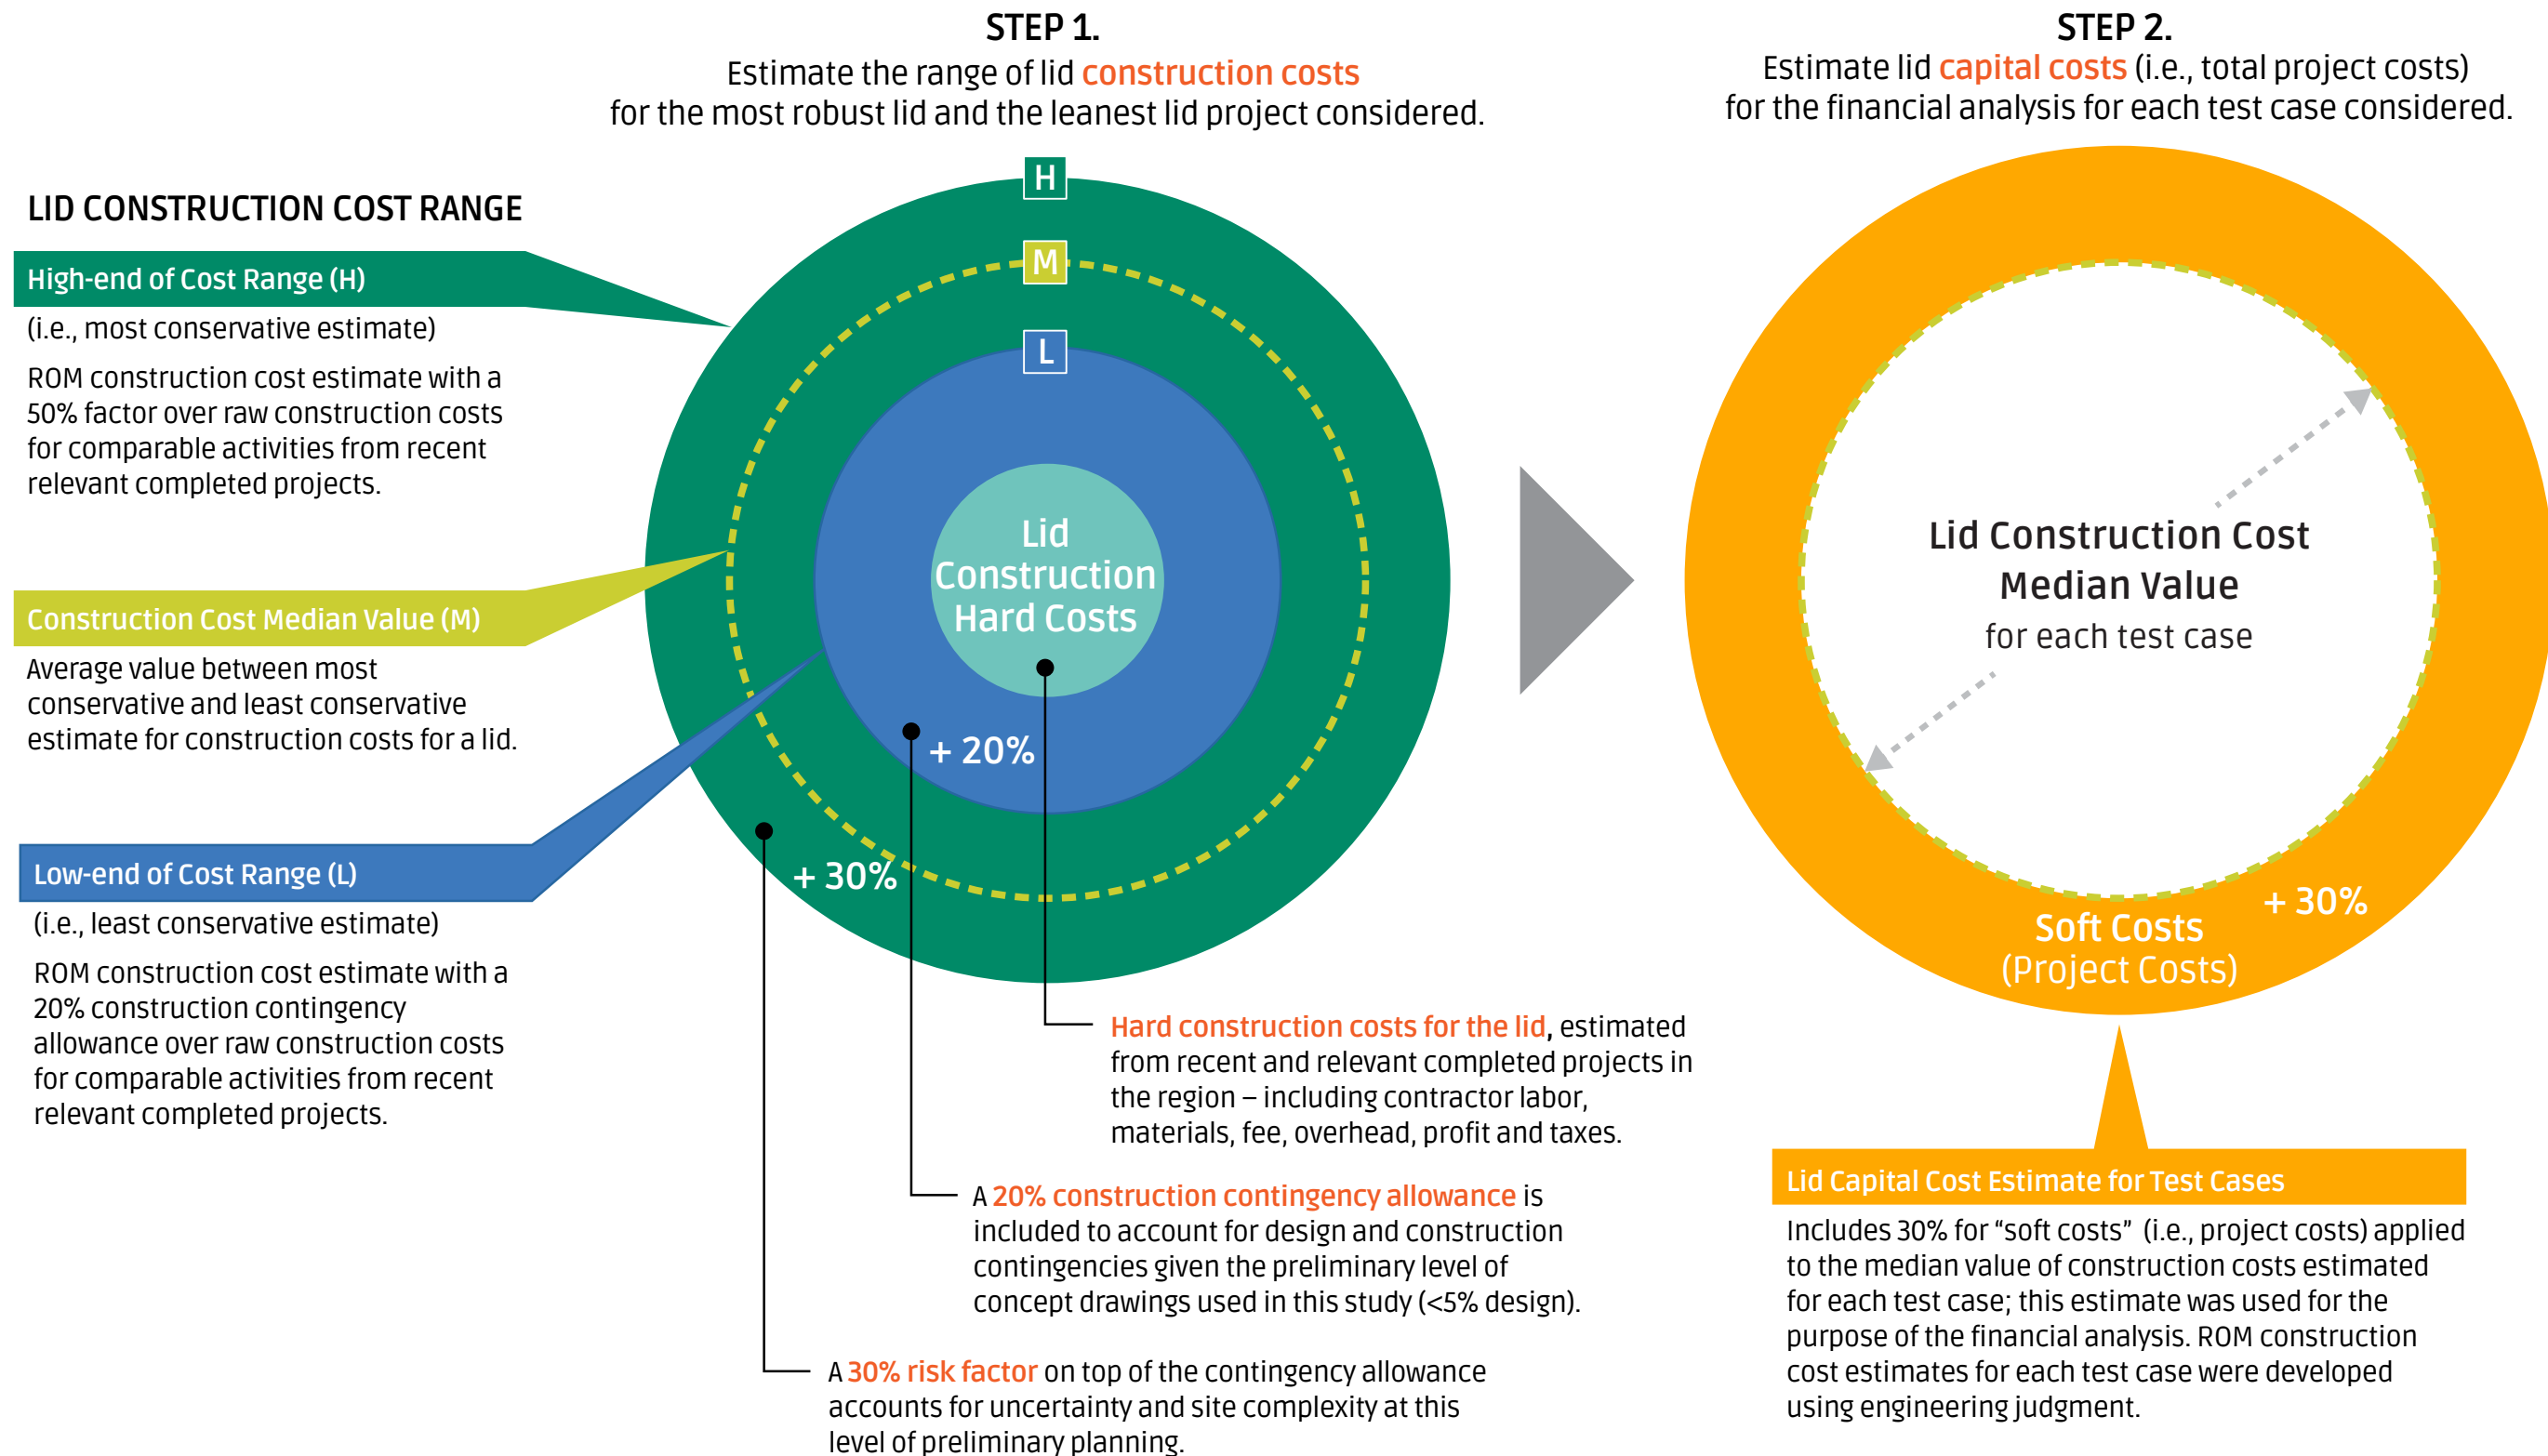 STEP 1.
Estimate the range of lid construction costs
for the most robust lid and the leanest lid project considered.
STEP 2.
Estimate lid capital costs (i.e., total project costs)
for the financial analysis for each test case considered.
LID CONSTRUCTION COST RANGE
High-end of Cost Range (H)
(i.e., most conservative estimate)
ROM construction cost estimate with a
50% factor over raw construction costs
for comparable activities from recent
relevant completed projects.
Construction Cost Median Value (M)
Average value between most
conservative and least conservative
estimate for construction costs for a lid.
Low-end of Cost Range (L)
(i.e., least conservative estimate)
ROM construction cost estimate with a
20% construction contingency
allowance over raw construction costs
for comparable activities from recent
relevant completed projects.
H
M
L
Lid
Construction
Hard Costs
+ 20%
+ 30%
Hard construction costs for the lid, estimated
from recent and relevant completed projects in
the region – including contractor labor,
materials, fee, overhead, profit and taxes.
A 20% construction contingency allowance is
included to account for design and construction
contingencies given the preliminary level of
concept drawings used in this study (<5% design).
A 30% risk factor on top of the contingency allowance
accounts for uncertainty and site complexity at this
level of preliminary planning.
Lid Construction Cost
Median Value
for each test case
+ 30%
Soft Costs
(Project Costs)
Lid Capital Cost Estimate for Test Cases
Includes 30% for “soft costs” (i.e., project costs) applied
to the median value of construction costs estimated
for each test case; this estimate was used for the
purpose of the financial analysis. ROM construction
cost estimates for each test case were developed
using engineering judgment.